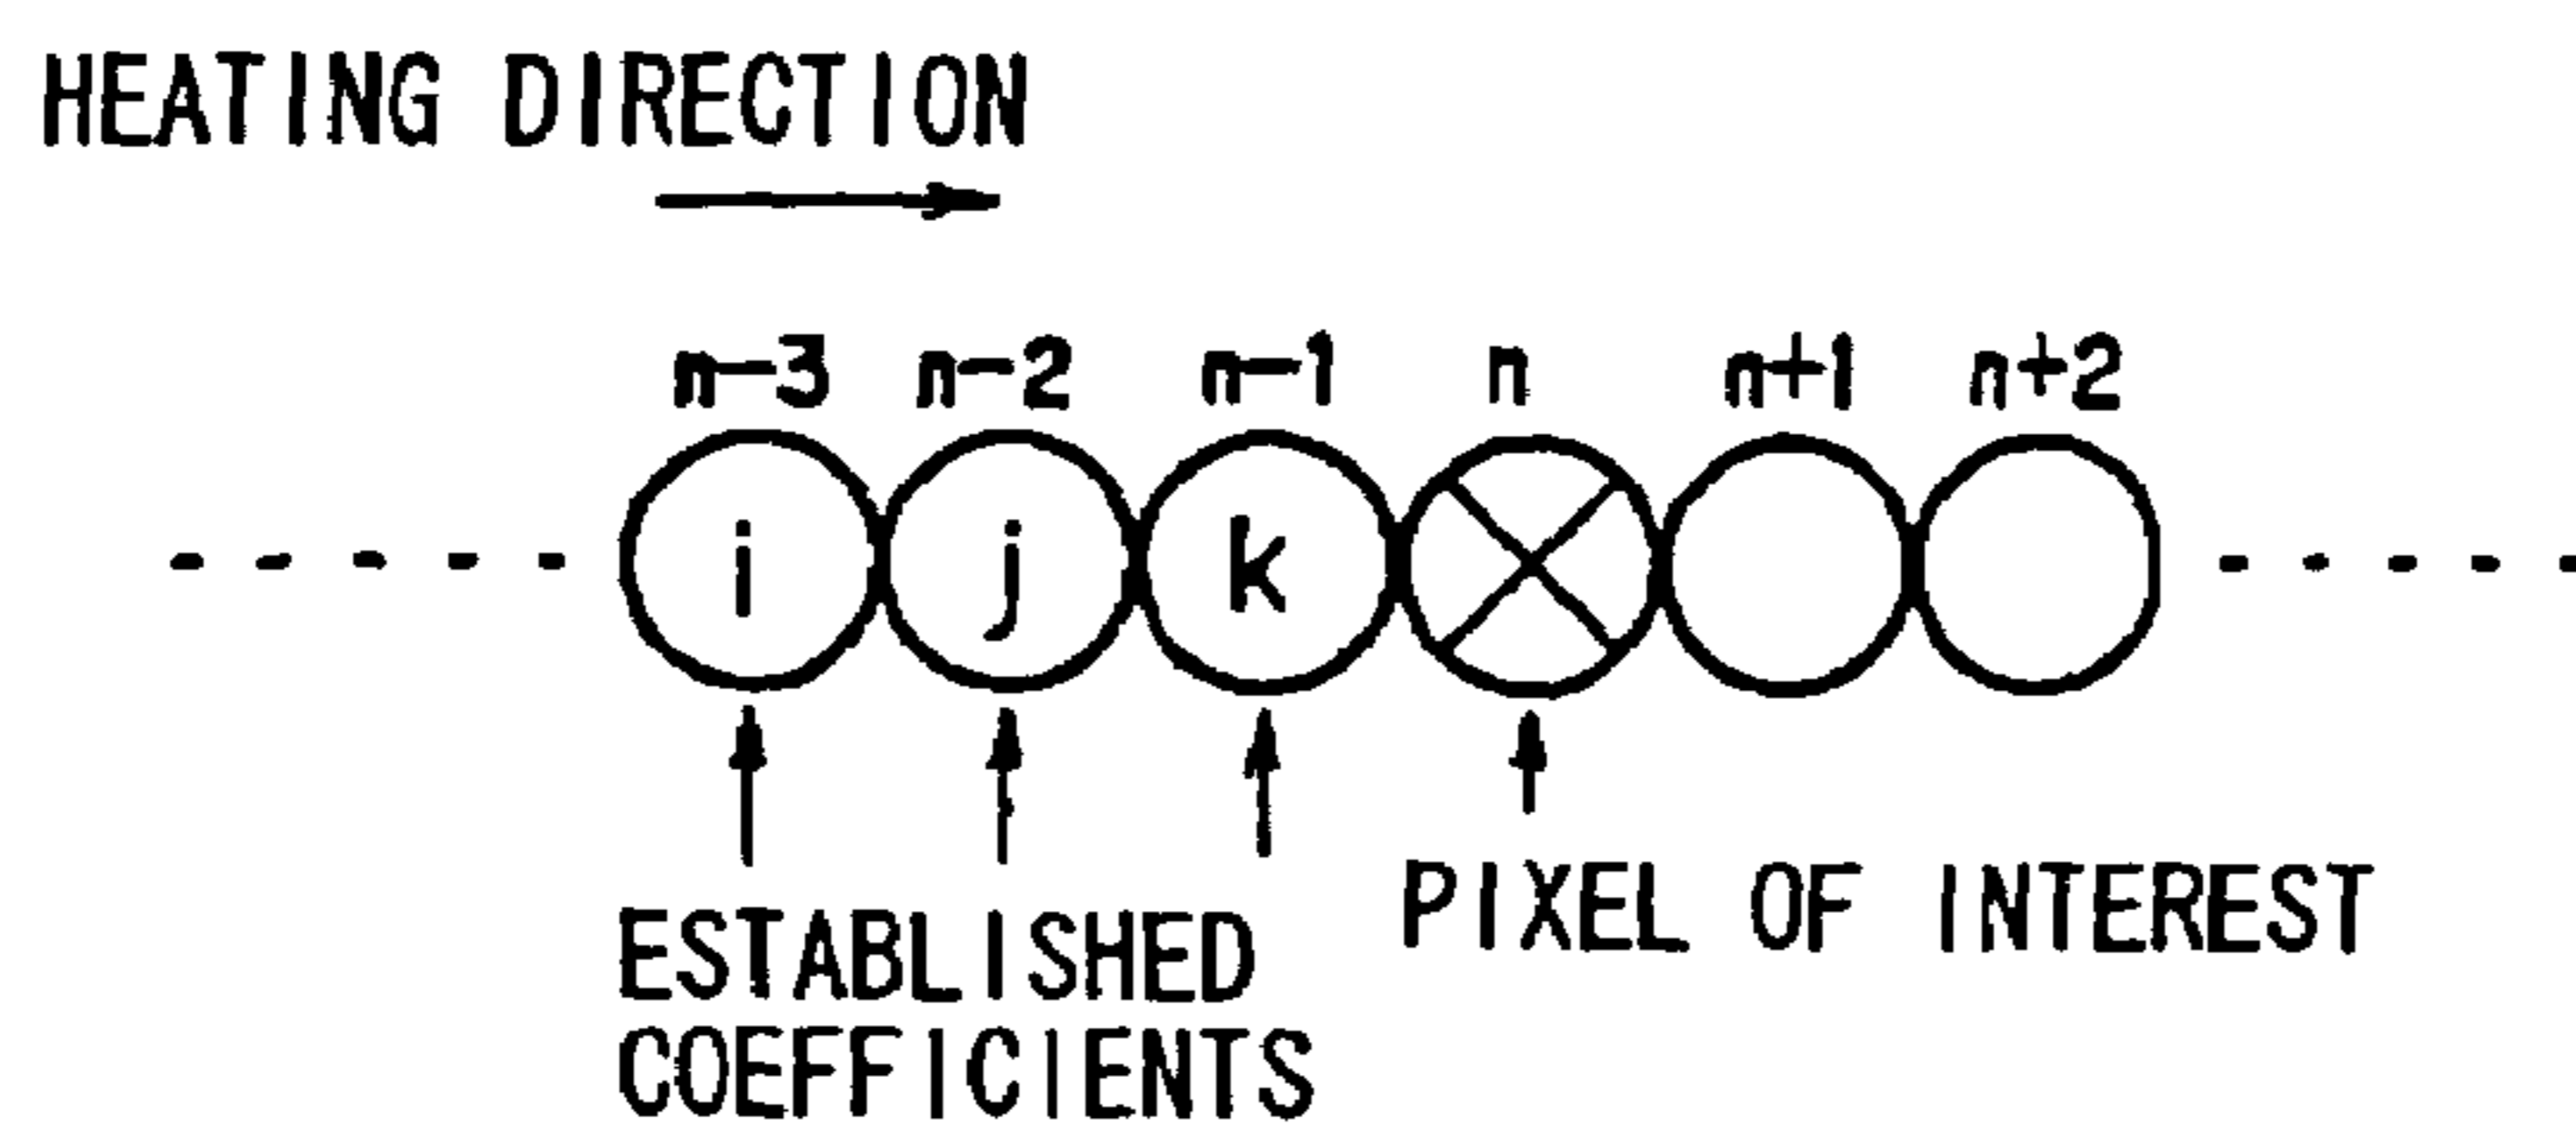 HEATING DIRECTION
n-3 n-2 n-1 n n+1 n+2
i j k
PIXEL OF INTEREST
ESTABLISHED
COEFFICIENTS